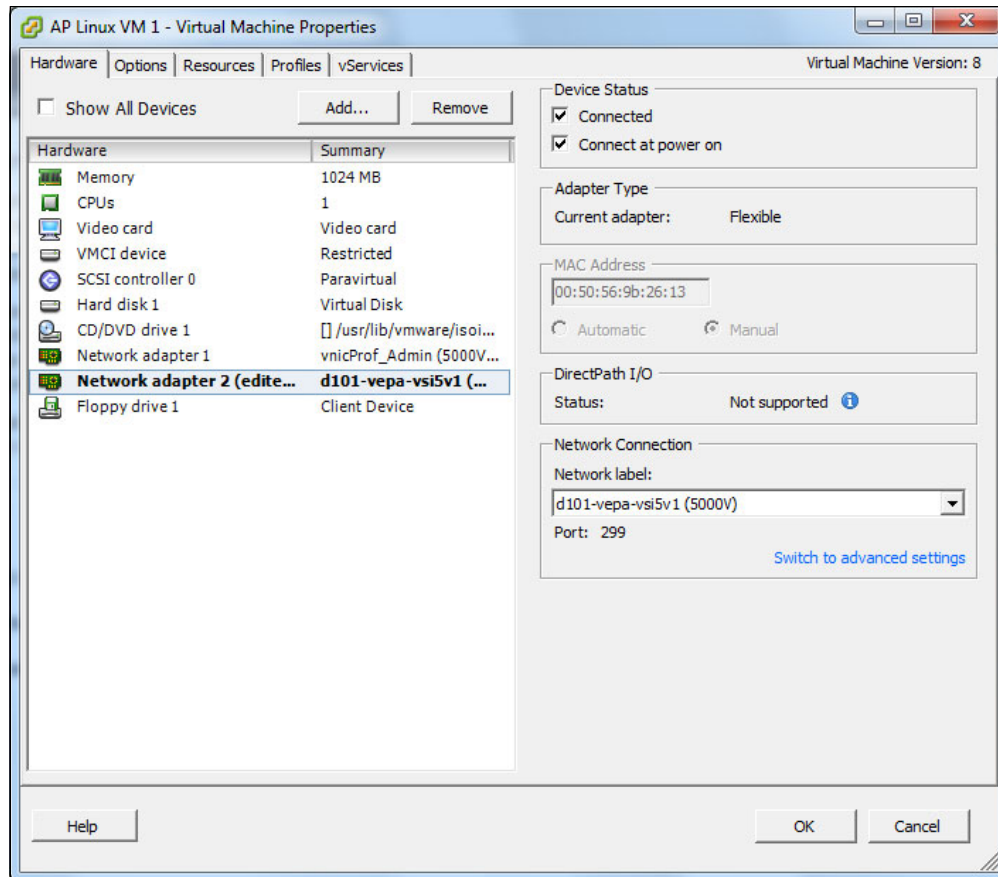 AP Linux VM 1 - Virtual Machine Properties
Hardware Options Resources Profiles vServices
Virtual Machine Version: 8
Show All Devices
Add...
Remove
Hardware Summary
Memory 1024 MB
CPUs 1
Video card Video card
VMCI device Restricted
SCSI controller 0 Paravirtual
Hard disk 1 Virtual Disk
CD/DVD drive 1 [] /usr/lib/vmware/isoi...
Network adapter 1 vnicProf_Admin (5000V...
Network adapter 2 (edite... d101-vepa-vsi5v1 (...
Floppy drive 1 Client Device
Device Status
Connected
Connect at power on
Adapter Type
Current adapter: Flexible
MAC Address
00:50:56:9b:26:13
Automatic Manual
DirectPath I/O
Status: Not supported
Network Connection
Network label:
d101-vepa-vsi5v1 (5000V)
Port: 299
Switch to advanced settings
Help
OK
Cancel